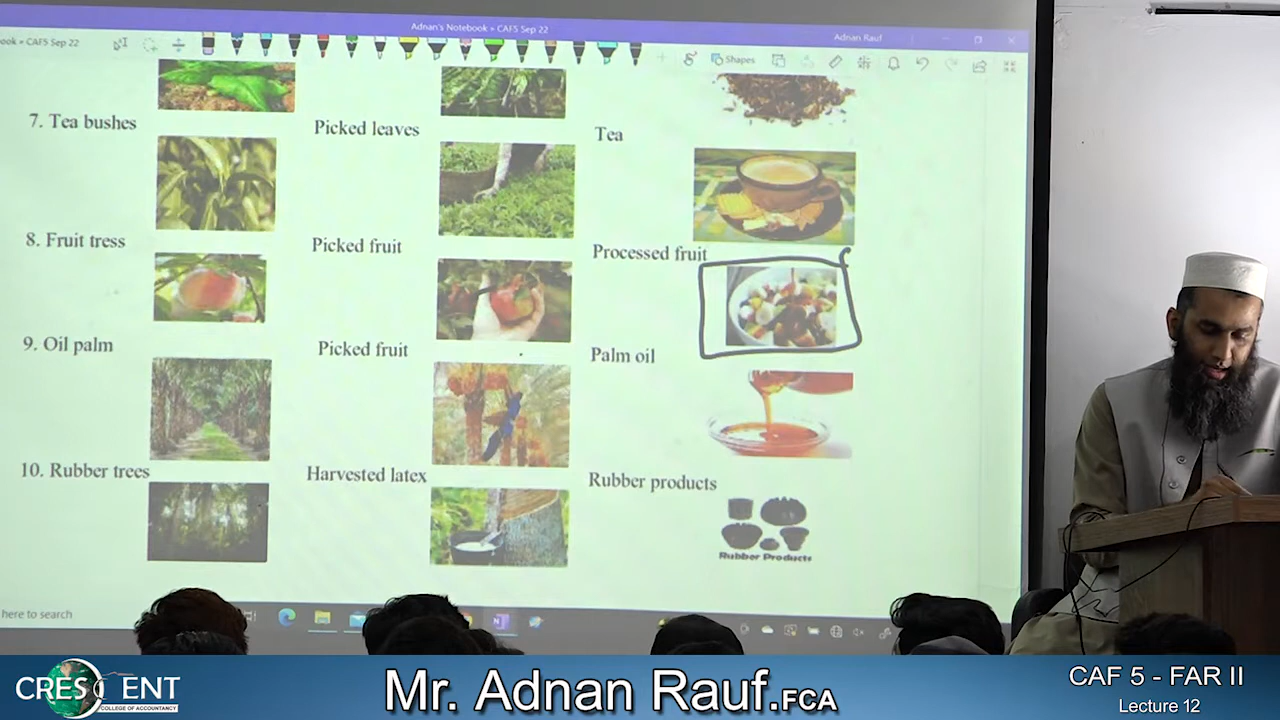 Adnan's Notebook » CAF5 Sep 22
Adnan Rauf
ook » CAF5 Sep 22
Shapes
7. Tea bushes
Picked leaves
Tea
8. Fruit tress
Picked fruit
Processed fruit
9. Oil palm
Picked fruit
Palm oil
10. Rubber trees
Harvested latex
Rubber products
Rubber Products
here to search
CRESCENT
COLLEGE OF ACCOUNTANCY
Mr. Adnan Rauf.FCA
CAF 5 - FAR II
Lecture 12